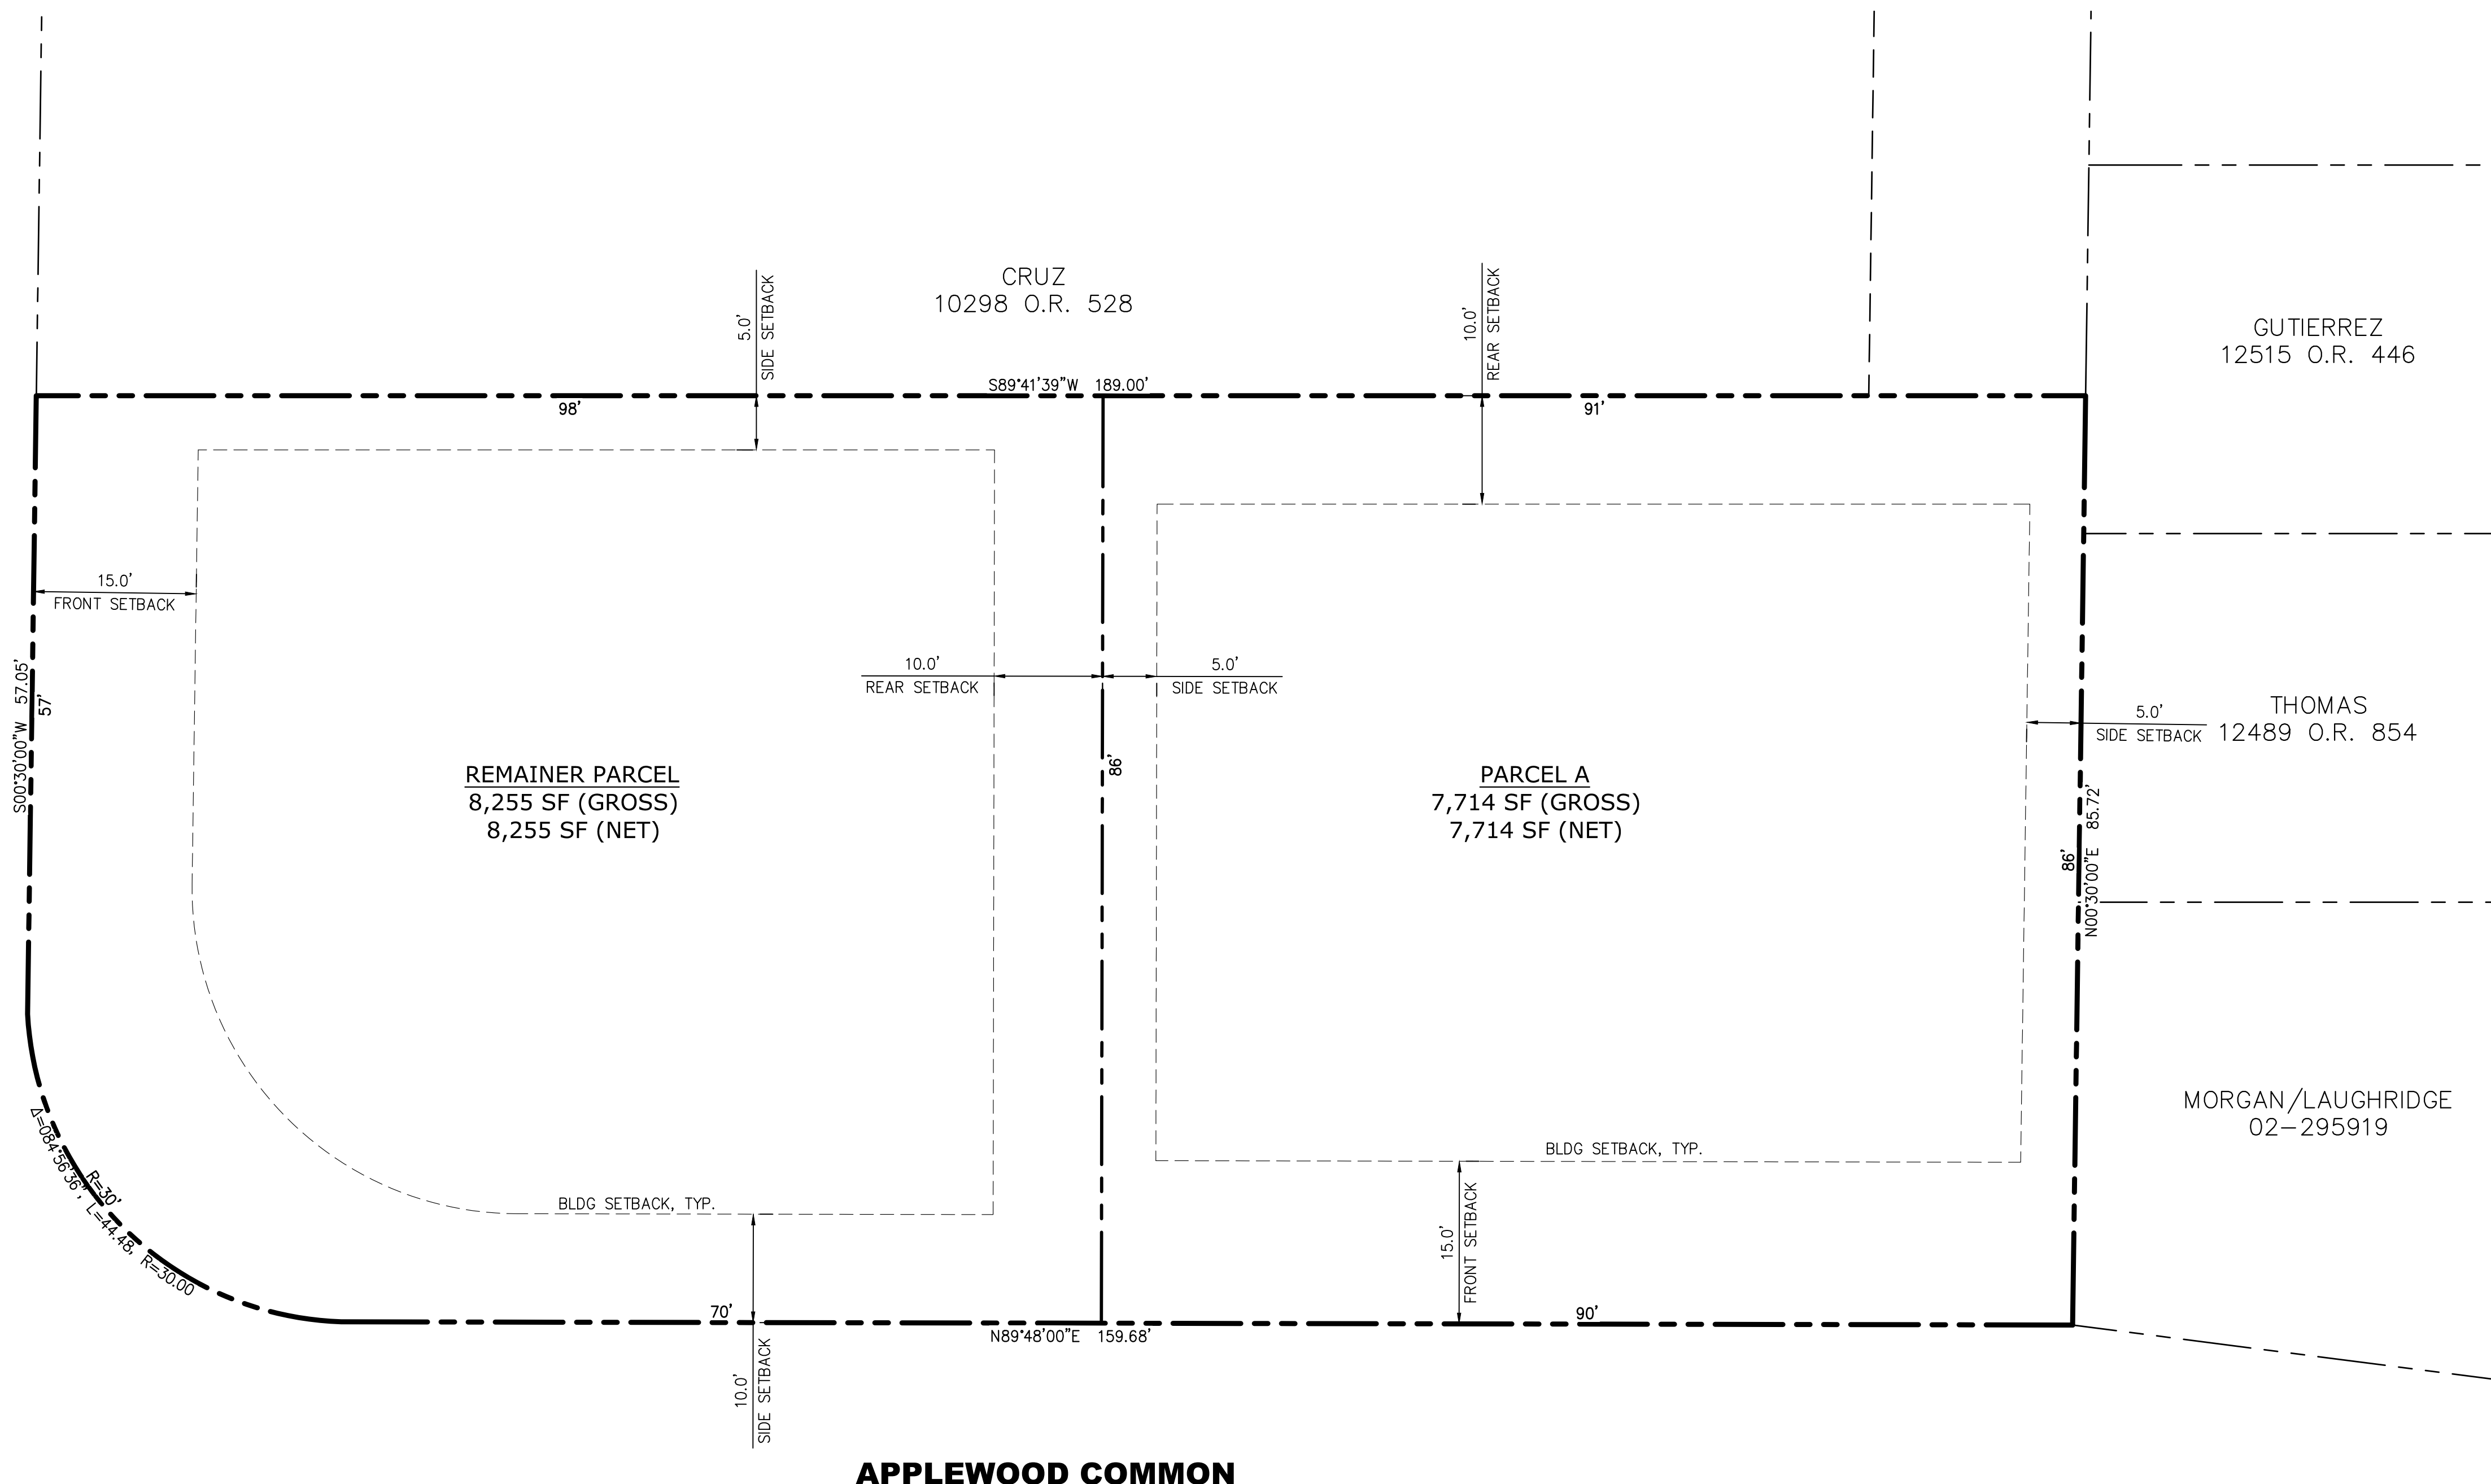 CRUZ
10298 O.R. 528
5.0'
SIDE SETBACK
10.0'
REAR SETBACK
GUTIERREZ
12515 O.R. 446
S89°41'39"W 189.00'
98'
91'
15.0'
FRONT SETBACK
10.0'
REAR SETBACK
5.0'
SIDE SETBACK
S00°30'00"W 57.05'
57'
86'
THOMAS
12489 O.R. 854
5.0'
SIDE SETBACK
REMAINER PARCEL
8,255 SF (GROSS)
8,255 SF (NET)
PARCEL A
7,714 SF (GROSS)
7,714 SF (NET)
86'
N00°30'00"E 85.72'
MORGAN/LAUGHRIDGE
02-295919
Δ=084°56'36", L=44.48, R=30.00
R=30'
BLDG SETBACK, TYP.
BLDG SETBACK, TYP.
15.0'
FRONT SETBACK
70'
90'
N89°48'00"E 159.68'
10.0'
SIDE SETBACK
APPLEWOOD COMMON